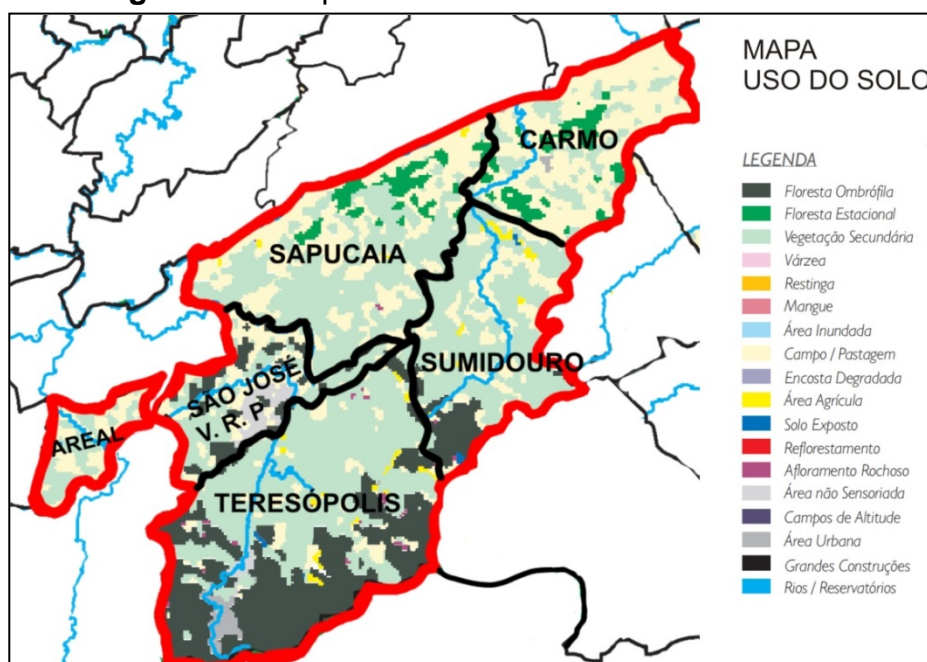 MAPA
USO DO SOLO
CARMO
SAPUCAIA
SUMIDOURO
SÃO JOSÉ
V. R. P.
AREAL
TERESÓPOLIS
LEGENDA
Floresta Ombrófila
Floresta Estacional
Vegetação Secundária
Várzea
Restinga
Mangue
Área Inundada
Campo / Pastagem
Encosta Degradada
Área Agrícula
Solo Exposto
Reflorestamento
Afloramento Rochoso
Área não Sensoriada
Campos de Altitude
Área Urbana
Grandes Construções
Rios / Reservatórios